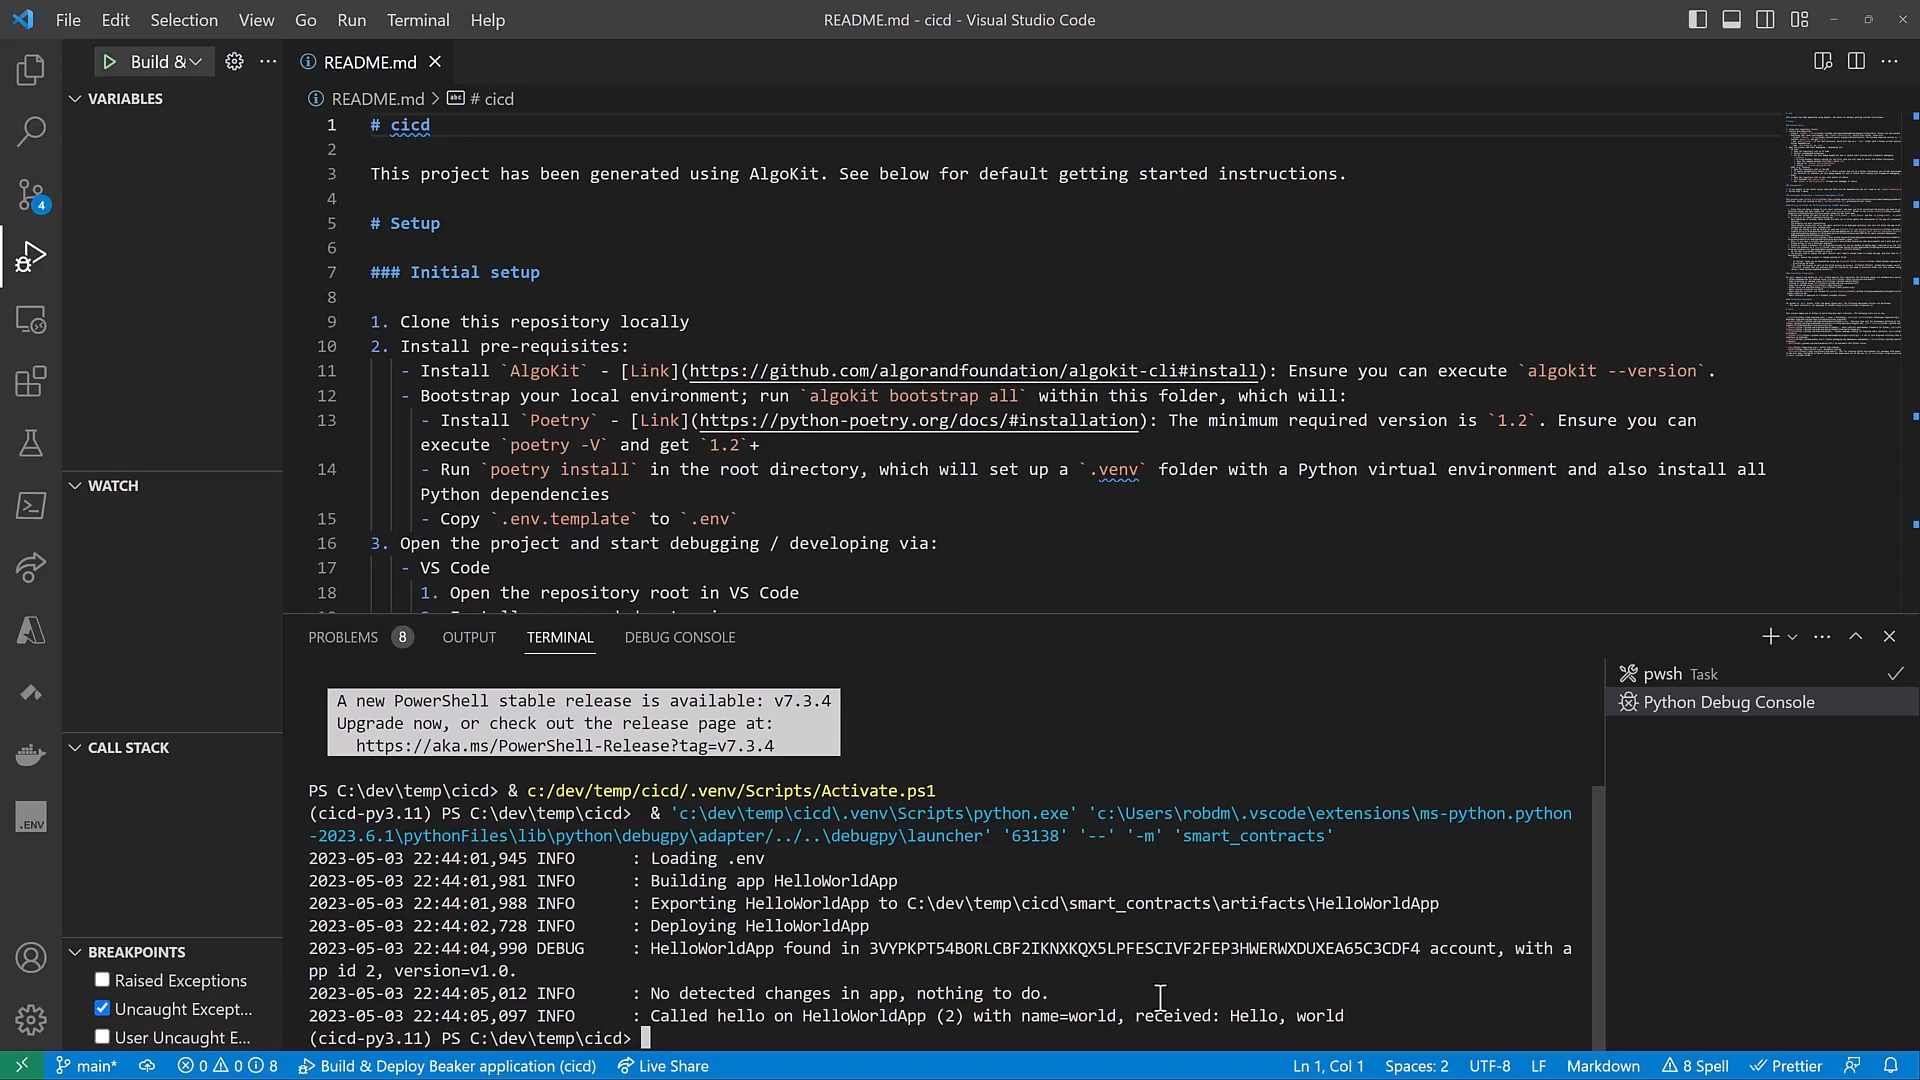 File Edit Selection View Go Run Terminal Help
README.md - cicd - Visual Studio Code
Build &
README.md
VARIABLES
README.md > # cicd
1 # cicd
2
3 This project has been generated using AlgoKit. See below for default getting started instructions.
4
5 # Setup
6
7 ### Initial setup
8
9 1. Clone this repository locally
10 2. Install pre-requisites:
11 - Install `AlgoKit` - [Link](https://github.com/algorandfoundation/algokit-cli#install): Ensure you can execute `algokit --version`.
12 - Bootstrap your local environment; run `algokit bootstrap all` within this folder, which will:
13 - Install `Poetry` - [Link](https://python-poetry.org/docs/#installation): The minimum required version is `1.2`. Ensure you can
execute `poetry -V` and get `1.2`+
14 - Run `poetry install` in the root directory, which will set up a `.venv` folder with a Python virtual environment and also install all
Python dependencies
15 - Copy `.env.template` to `.env`
16 3. Open the project and start debugging / developing via:
17 - VS Code
18 1. Open the repository root in VS Code
4
.ENV
WATCH
CALL STACK
BREAKPOINTS
Raised Exceptions
Uncaught Except...
User Uncaught E...
PROBLEMS 8 OUTPUT TERMINAL DEBUG CONSOLE
pwsh Task
Python Debug Console
A new PowerShell stable release is available: v7.3.4
Upgrade now, or check out the release page at:
https://aka.ms/PowerShell-Release?tag=v7.3.4
PS C:\dev\temp\cicd> & c:/dev/temp/cicd/.venv/Scripts/Activate.ps1
(cicd-py3.11) PS C:\dev\temp\cicd> & 'c:\dev\temp\cicd\.venv\Scripts\python.exe' 'c:\Users\robdm\.vscode\extensions\ms-python.python
-2023.6.1\pythonFiles\lib\python\debugpy\adapter/../..\debugpy\launcher' '63138' '--' '-m' 'smart_contracts'
2023-05-03 22:44:01,945 INFO : Loading .env
2023-05-03 22:44:01,981 INFO : Building app HelloWorldApp
2023-05-03 22:44:01,988 INFO : Exporting HelloWorldApp to C:\dev\temp\cicd\smart_contracts\artifacts\HelloWorldApp
2023-05-03 22:44:02,728 INFO : Deploying HelloWorldApp
2023-05-03 22:44:04,990 DEBUG : HelloWorldApp found in 3VYPKPT54BORLCBF2IKNXKQX5LPFESCIVF2FEP3HWERWXDUXEA65C3CDF4 account, with a
pp id 2, version=v1.0.
2023-05-03 22:44:05,012 INFO : No detected changes in app, nothing to do.
2023-05-03 22:44:05,097 INFO : Called hello on HelloWorldApp (2) with name=world, received: Hello, world
(cicd-py3.11) PS C:\dev\temp\cicd>
main* 0 0 8 Build & Deploy Beaker application (cicd) Live Share
Ln 1, Col 1 Spaces: 2 UTF-8 LF Markdown 8 Spell Prettier